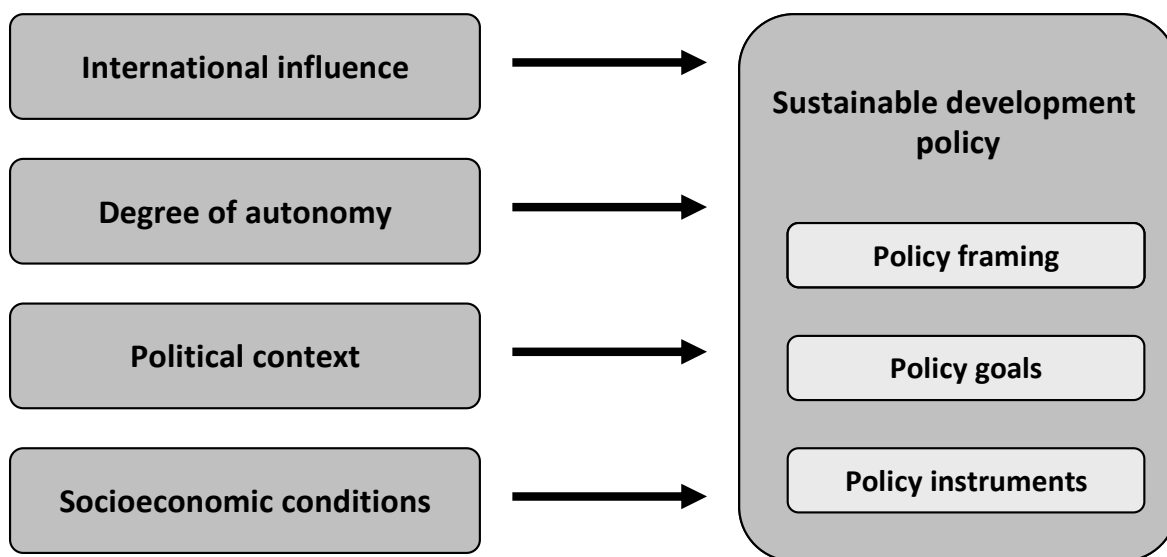 International influence
Degree of autonomy
Political context
Socioeconomic conditions
Sustainable development
policy
Policy framing
Policy goals
Policy instruments